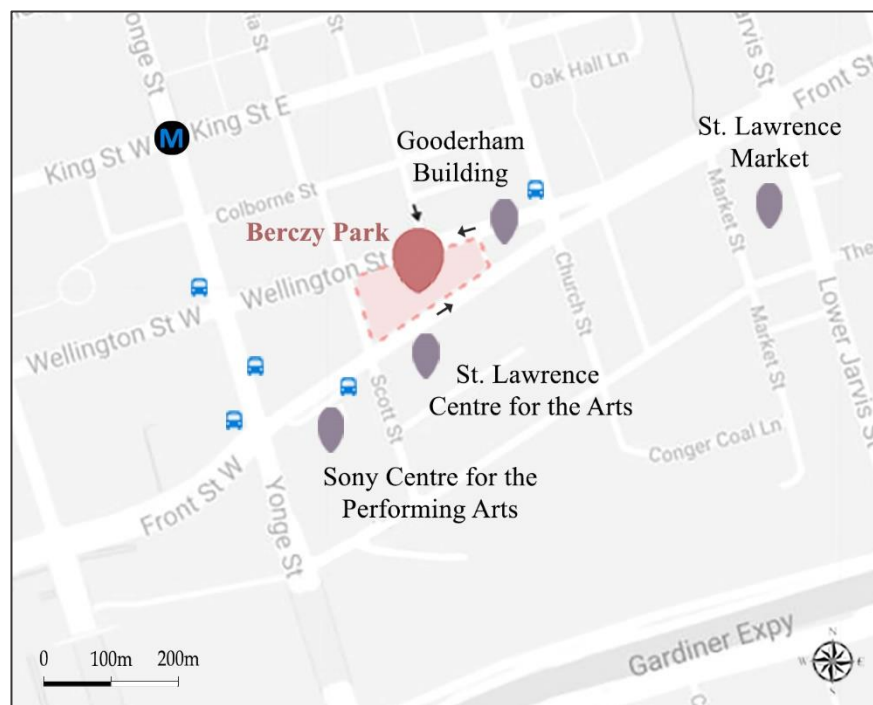 Yonge St
ia St
Jarvis St
Front St
Oak Hall Ln
King St W
M
King St E
Gooderham
Building
St. Lawrence
Market
Colborne St
Market St
Berczy Park
Wellington St
The
Wellington St W
Church St
Lower Jarvis St
Market St
Scott St
St. Lawrence
Centre for the Arts
Conger Coal Ln
Sony Centre for the
Performing Arts
Front St W
Yonge St
Gardiner Expy
N
W
E
S
0 100m 200m